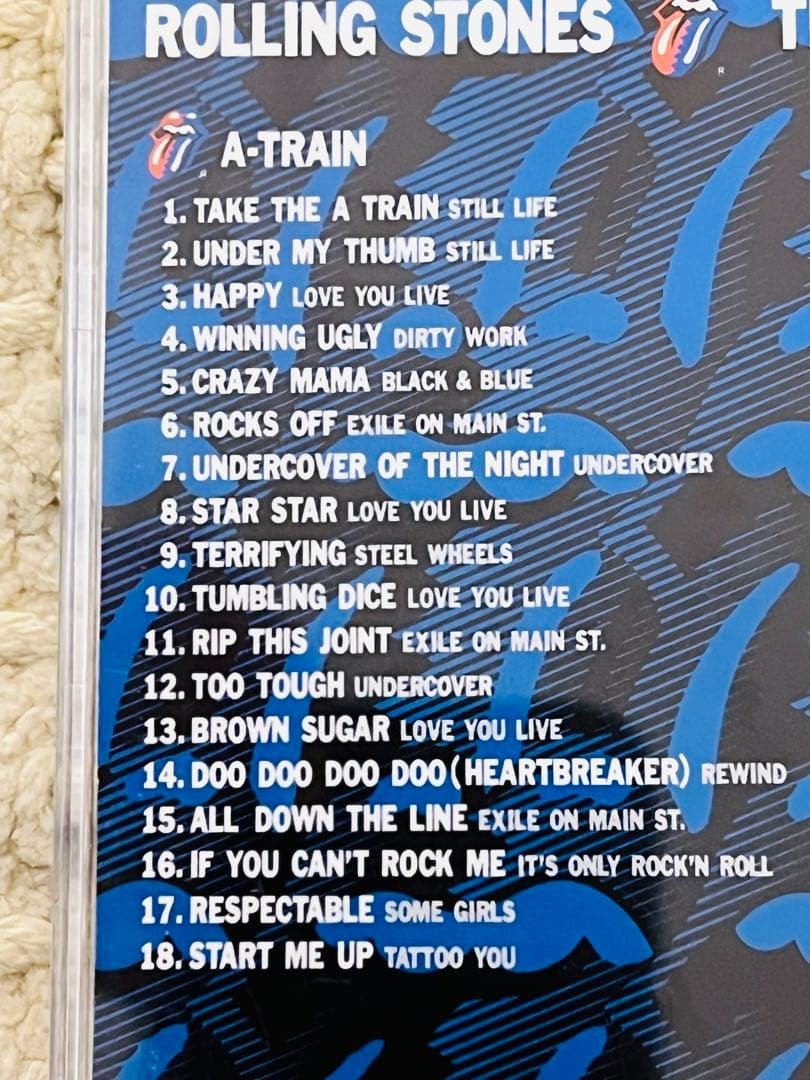 ROLLING STONES T
A-TRAIN
1. TAKE THE A TRAIN STILL LIFE
2. UNDER MY THUMB STILL LIFE
3. HAPPY LOVE YOU LIVE
4. WINNING UGLY DIRTY WORK
5. CRAZY MAMA BLACK & BLUE
6. ROCKS OFF EXILE ON MAIN ST.
7. UNDERCOVER OF THE NIGHT UNDERCOVER
8. STAR STAR LOVE YOU LIVE
9. TERRIFYING STEEL WHEELS
10. TUMBLING DICE LOVE YOU LIVE
11. RIP THIS JOINT EXILE ON MAIN ST.
12. TOO TOUGH UNDERCOVER
13. BROWN SUGAR LOVE YOU LIVE
14. DOO DOO DOO DOO (HEARTBREAKER) REWIND
15. ALL DOWN THE LINE EXILE ON MAIN ST.
16. IF YOU CAN'T ROCK ME IT'S ONLY ROCK'N ROLL
17. RESPECTABLE SOME GIRLS
18. START ME UP TATTOO YOU